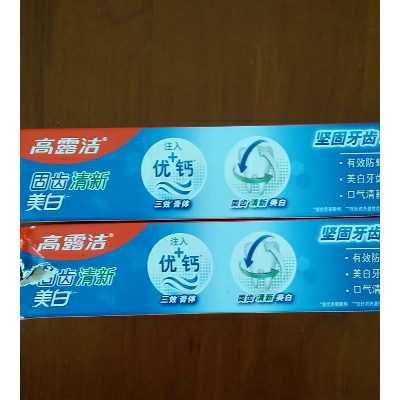 高露洁®
固齿清新
美白
注入
优+钙
三效膏体
固齿 清新 美白
坚固牙齿
有效防
美白牙齿
口气清新
高露洁®
固齿清新
美白
注入
优+钙
三效膏体
固齿 清新 美白
坚固牙齿
有效防
美白牙
口气清